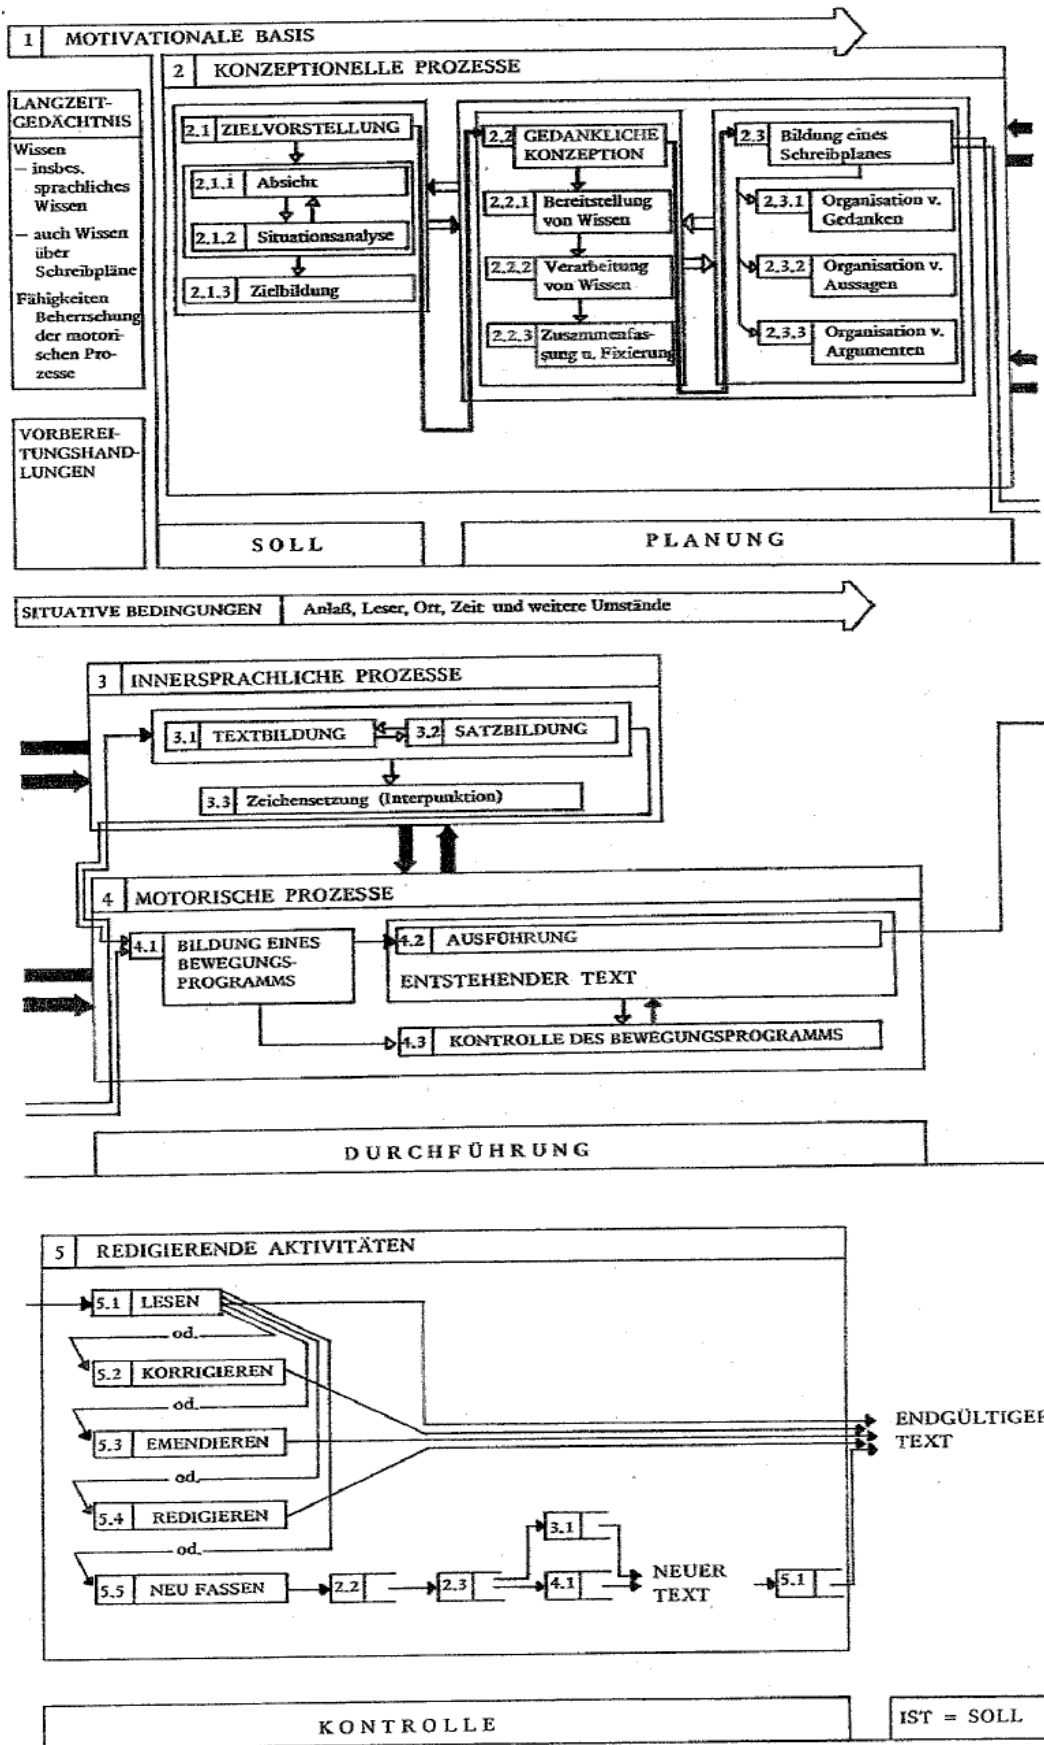 1 MOTIVATIONALE BASIS
2 KONZEPTIONELLE PROZESSE
LANGZEIT-
GEDÄCHTNIS
Wissen
— insbes.
sprachliches
Wissen
— auch Wissen
über
Schreibpläne
Fähigkeiten
Beherrschung
der motori-
schen Pro-
zesse
VORBEREI-
TUNGSHAND-
LUNGEN
2.1 ZIELVORSTELLUNG
2.1.1 Absicht
2.1.2 Situationsanalyse
2.1.3 Zielbildung
2.2 GEDANKLICHE
KONZEPTION
2.2.1 Bereitstellung
von Wissen
2.2.2 Verarbeitung
von Wissen
2.2.3 Zusammenfas-
sung u. Fixierung
2.3 Bildung eines
Schreibplanes
2.3.1 Organisation v.
Gedanken
2.3.2 Organisation v.
Aussagen
2.3.3 Organisation v.
Argumenten
SOLL
PLANUNG
SITUATIVE BEDINGUNGEN Anlaß, Leser, Ort, Zeit und weitere Umstände
3 INNERSPRACHLICHE PROZESSE
3.1 TEXTBILDUNG 3.2 SATZBILDUNG
3.3 Zeichensetzung (Interpunktion)
4 MOTORISCHE PROZESSE
4.1 BILDUNG EINES
BEWEGUNGS-
PROGRAMMS
4.2 AUSFÜHRUNG
ENTSTEHENDER TEXT
4.3 KONTROLLE DES BEWEGUNGSPROGRAMMS
DURCHFÜHRUNG
5 REDIGIERENDE AKTIVITÄTEN
5.1 LESEN
od.
5.2 KORRIGIEREN
od.
5.3 EMENDIEREN
od.
5.4 REDIGIEREN
od.
5.5 NEU FASSEN 2.2 2.3 4.1
3.1
NEUER
TEXT
5.1
ENDGÜLTIGER
TEXT
KONTROLLE
IST = SOLL